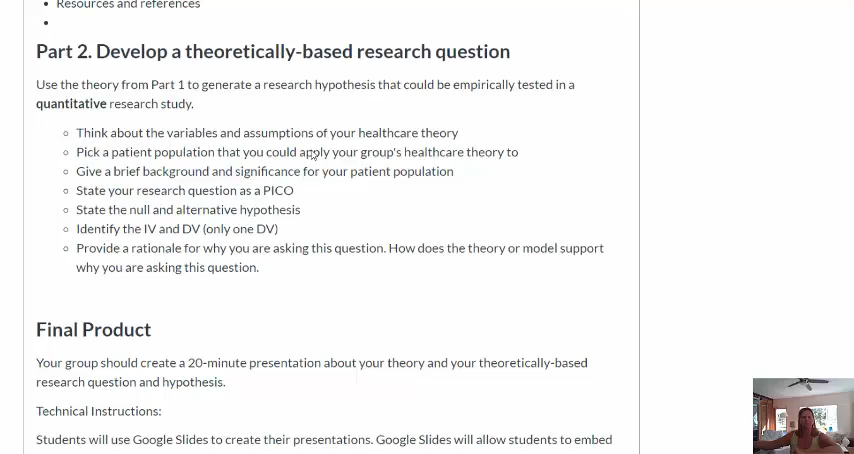 Resources and references
Part 2. Develop a theoretically-based research question
Use the theory from Part 1 to generate a research hypothesis that could be empirically tested in a
quantitative research study.
Think about the variables and assumptions of your healthcare theory
Pick a patient population that you could apply your group's healthcare theory to
Give a brief background and significance for your patient population
State your research question as a PICO
State the null and alternative hypothesis
Identify the IV and DV (only one DV)
Provide a rationale for why you are asking this question. How does the theory or model support
why you are asking this question.
Final Product
Your group should create a 20-minute presentation about your theory and your theoretically-based
research question and hypothesis.
Technical Instructions:
Students will use Google Slides to create their presentations. Google Slides will allow students to embed